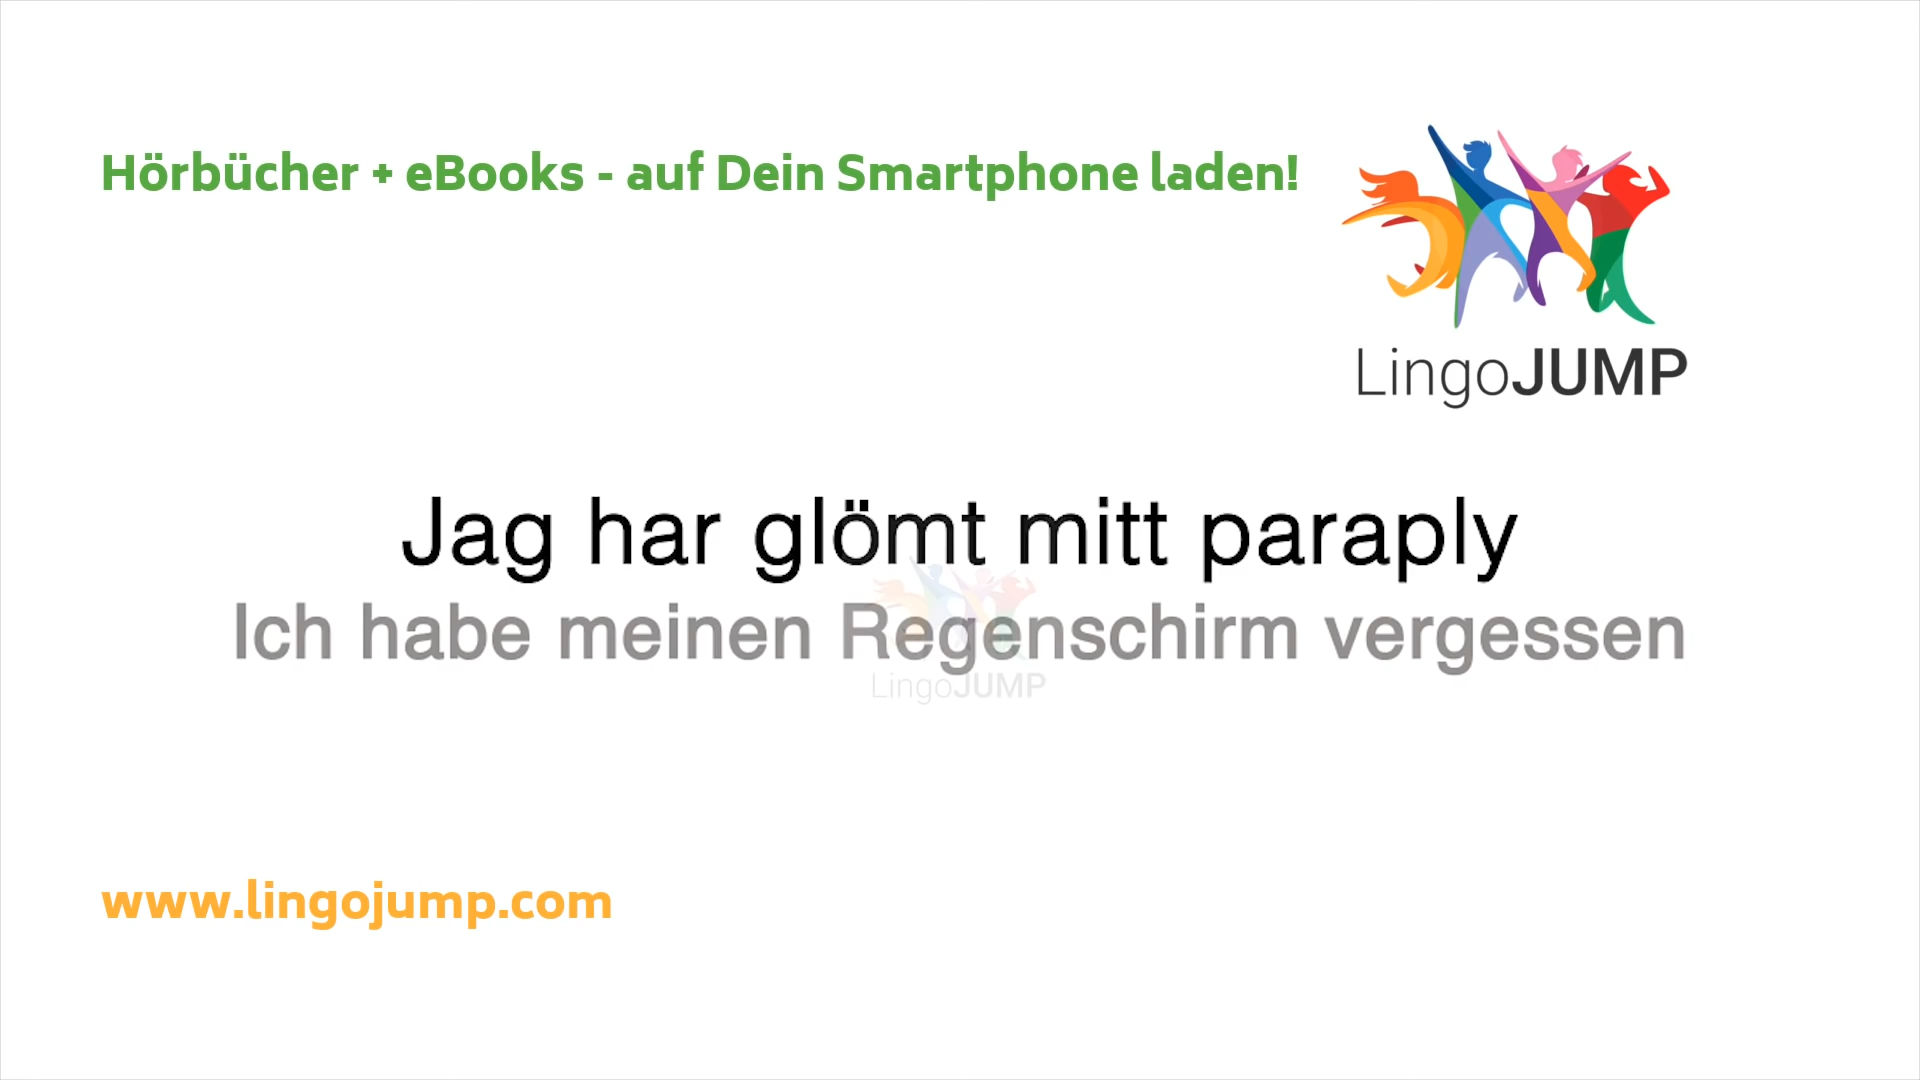 Hörbücher + eBooks - auf Dein Smartphone laden!
LingoJUMP
Jag har glömt mitt paraply
Ich habe meinen Regenschirm vergessen
LingoJUMP
www.lingojump.com